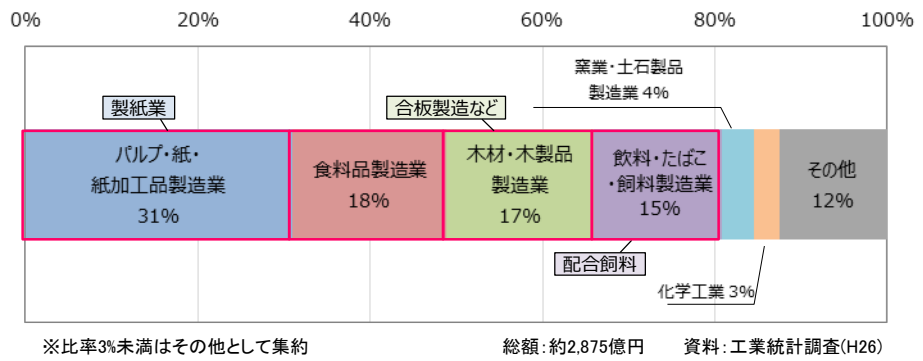 0%
20%
40%
60%
80%
100%
窯業・土石製品
製造業 4%
製紙業
合板製造など
パルプ・紙・
紙加工品製造業
31%
食料品製造業
18%
木材・木製品
製造業
17%
飲料・たばこ
・飼料製造業
15%
その他
12%
配合飼料
化学工業 3%
※比率3%未満はその他として集約
総額：約2,875億円
資料：工業統計調査(H26)